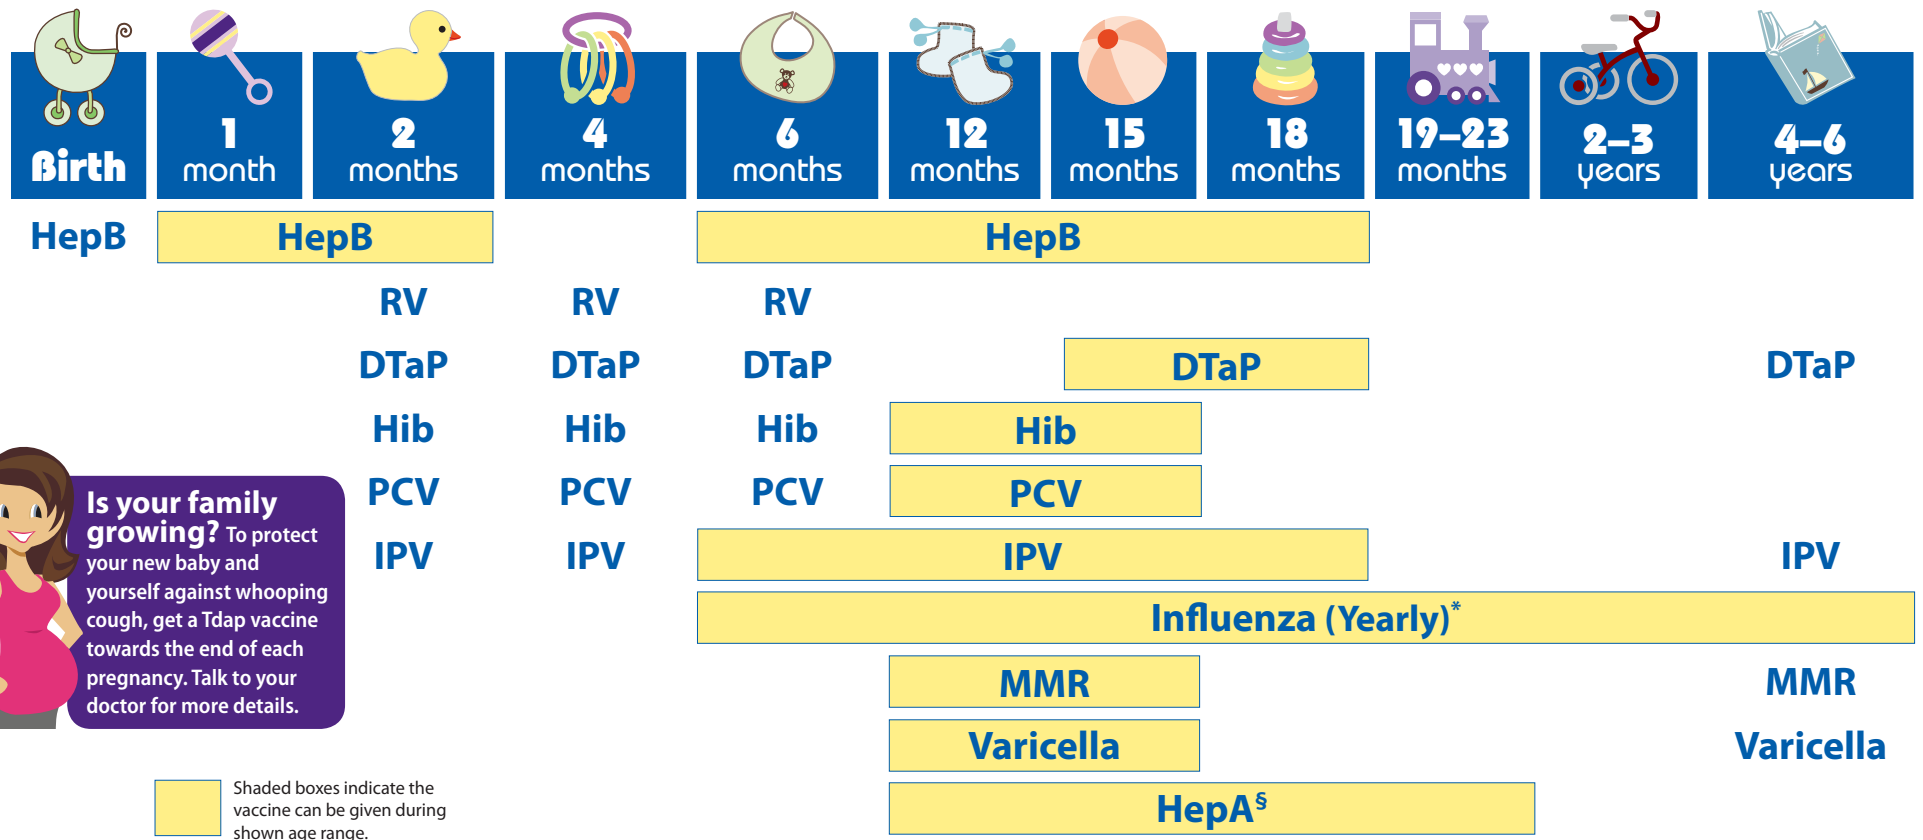 Birth
1
month
2
months
4
months
6
months
12
months
15
months
18
months
19–23
months
2–3
years
4–6
years
HepB HepB HepB
RV RV RV
DTaP DTaP DTaP DTaP DTaP
Hib Hib Hib Hib
PCV PCV PCV PCV
IPV IPV IPV IPV
Influenza (Yearly)*
MMR MMR
Varicella Varicella
HepA§
Is your family
growing? To protect
your new baby and
yourself against whooping
cough, get a Tdap vaccine
towards the end of each
pregnancy. Talk to your
doctor for more details.
Shaded boxes indicate the
vaccine can be given during
shown age range.